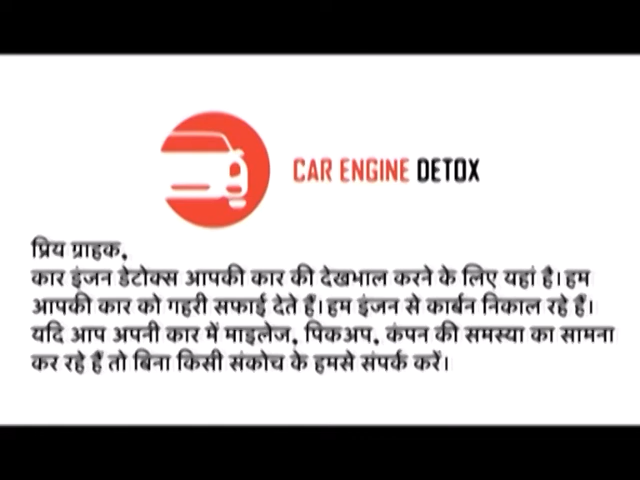 CAR ENGINE DETOX
प्रिय ग्राहक,
कार इंजन डेटोक्स आपकी कार की देखभाल करने के लिए यहां है। हम
आपकी कार को गहरी सफाई देते हैं। हम इंजन से कार्बन निकाल रहे हैं।
यदि आप अपनी कार में माइलेज, पिकअप, कंपन की समस्या का सामना
कर रहे हैं तो बिना किसी संकोच के हमसे संपर्क करें।